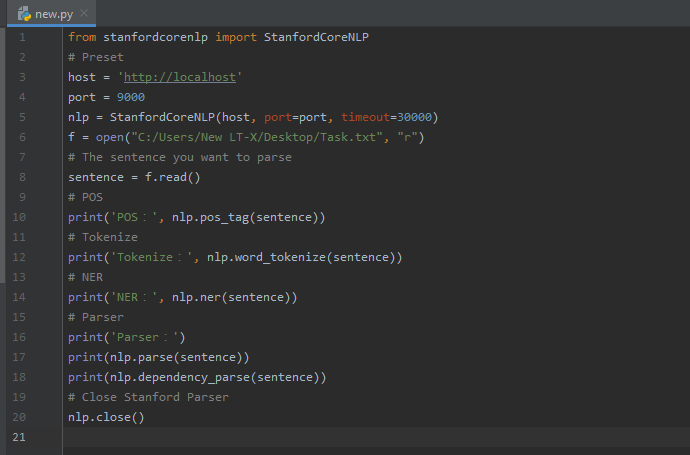 new.py
1 from stanfordcorenlp import StanfordCoreNLP
2 # Preset
3 host = 'http://localhost'
4 port = 9000
5 nlp = StanfordCoreNLP(host, port=port, timeout=30000)
6 f = open("C:/Users/New LT-X/Desktop/Task.txt", "r")
7 # The sentence you want to parse
8 sentence = f.read()
9 # POS
10 print('POS：', nlp.pos_tag(sentence))
11 # Tokenize
12 print('Tokenize：', nlp.word_tokenize(sentence))
13 # NER
14 print('NER：', nlp.ner(sentence))
15 # Parser
16 print('Parser：')
17 print(nlp.parse(sentence))
18 print(nlp.dependency_parse(sentence))
19 # Close Stanford Parser
20 nlp.close()
21